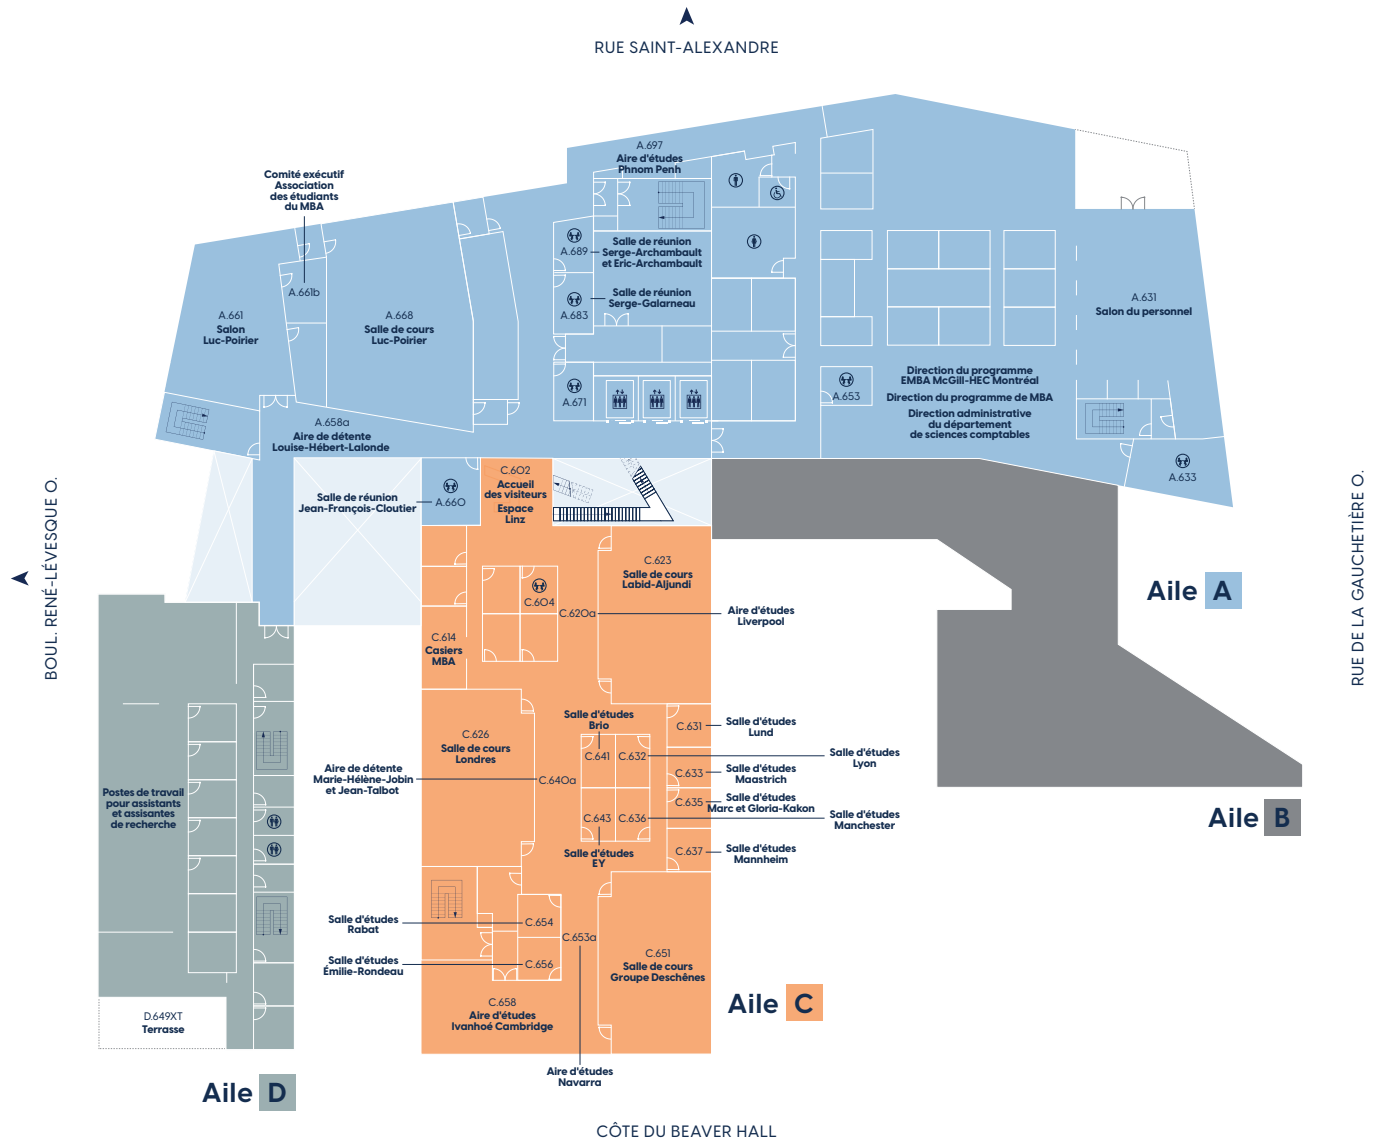 RUE SAINT-ALEXANDRE
A.697
Aire d'études
Phnom Penh
Comité exécutif
Association
des étudiants
du MBA
A.689
Salle de réunion
Serge-Archambault
et Eric-Archambault
A.661b
Salle de réunion
Serge-Galarneau
A.683
A.661
Salon
Luc-Poirier
A.668
Salle de cours
Luc-Poirier
A.631
Salon du personnel
A.671
A.653
Direction du programme
EMBA McGill-HEC Montréal
Direction du programme de MBA
Direction administrative
du département
de sciences comptables
A.658a
Aire de détente
Louise-Hébert-Lalonde
A.633
Salle de réunion
Jean-François-Cloutier
A.660
C.602
Accueil
des visiteurs
Espace
Linz
BOUL. RENÉ-LÉVESQUE O.
RUE DE LA GAUCHETIÈRE O.
C.623
Salle de cours
Labid-Aljundi
Aile A
C.604
C.620a
Aire d'études
Liverpool
C.614
Casiers
MBA
Salle d'études
Brio
C.631
Salle d'études
Lund
C.626
Salle de cours
Londres
C.641
C.632
Salle d'études
Lyon
Aire de détente
Marie-Hélène-Jobin
et Jean-Talbot
C.640a
C.633
Salle d'études
Maastrich
Postes de travail
pour assistants
et assisantes
de recherche
C.635
Salle d'études
Marc et Gloria-Kakon
C.643
C.636
Salle d'études
Manchester
Aile B
Salle d'études
EY
C.637
Salle d'études
Mannheim
Salle d'études
Rabat
C.654
C.653a
Salle d'études
Émilie-Rondeau
C.656
C.651
Salle de cours
Groupe Deschênes
C.658
Aire d'études
Ivanhoé Cambridge
Aile C
D.649XT
Terrasse
Aire d'études
Navarra
Aile D
CÔTE DU BEAVER HALL